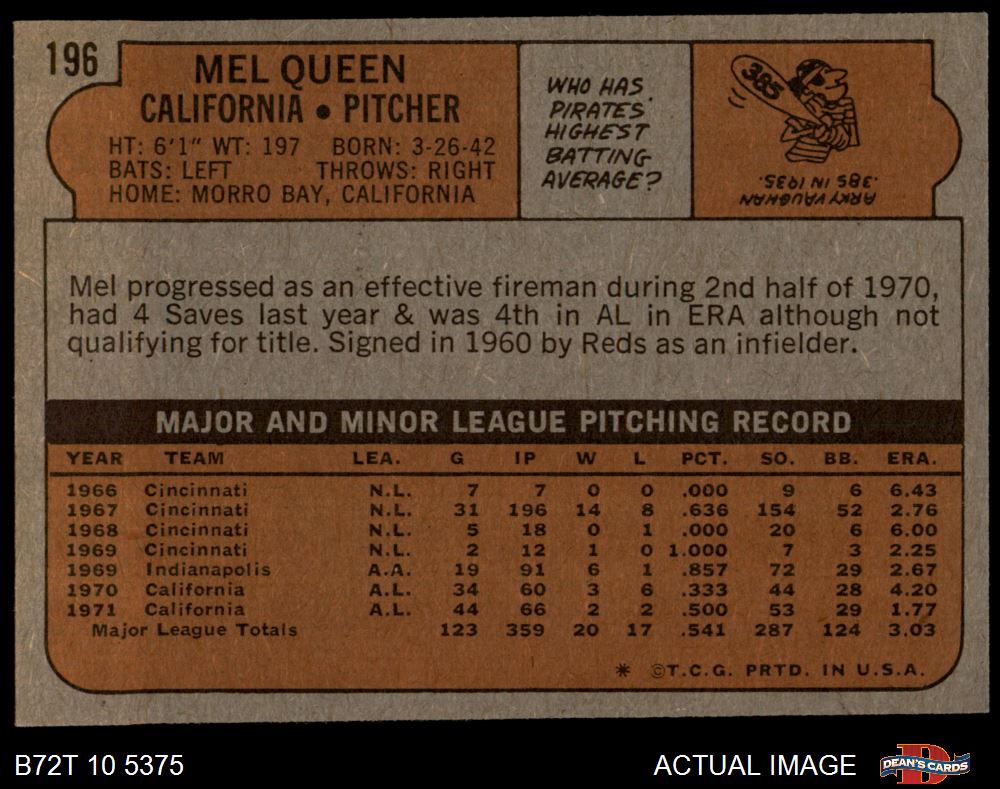 196
MEL QUEEN
CALIFORNIA • PITCHER
HT: 6'1" WT: 197 BORN: 3-26-42
BATS: LEFT THROWS: RIGHT
HOME: MORRO BAY, CALIFORNIA
WHO HAS
PIRATES'
HIGHEST
BATTING
AVERAGE?
385
ARKY VAUGHAN
.385 IN 1935.
Mel progressed as an effective fireman during 2nd half of 1970,
had 4 Saves last year & was 4th in AL in ERA although not
qualifying for title. Signed in 1960 by Reds as an infielder.
MAJOR AND MINOR LEAGUE PITCHING RECORD
YEAR TEAM LEA. G IP W L PCT. SO. BB. ERA.
1966 Cincinnati N.L. 7 7 0 0 .000 9 6 6.43
1967 Cincinnati N.L. 31 196 14 8 .636 154 52 2.76
1968 Cincinnati N.L. 5 18 0 1 .000 20 6 6.00
1969 Cincinnati N.L. 2 12 1 0 1.000 7 3 2.25
1969 Indianapolis A.A. 19 91 6 1 .857 72 29 2.67
1970 California A.L. 34 60 3 6 .333 44 28 4.20
1971 California A.L. 44 66 2 2 .500 53 29 1.77
Major League Totals 123 359 20 17 .541 287 124 3.03
* ©T.C.G. PRTD. IN U.S.A.
B72T 10 5375
ACTUAL IMAGE
D
DEAN'S CARDS